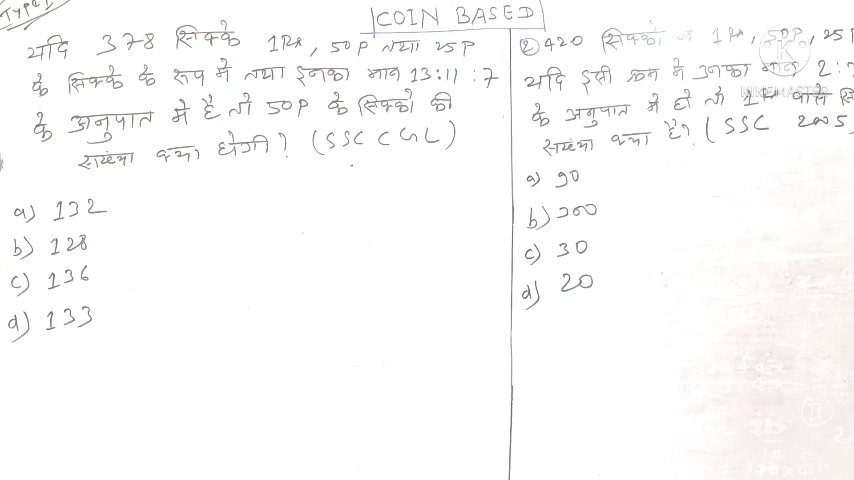 TYPE I
COIN BASED
यदि 378 सिक्के 1Rs, 50P तथा 25P
के सिक्के के रूप में तथा इनका मान 13:11:7
के अनुपात में है तो 50P के सिक्कों की
संख्या क्या होगी? (SSC CGL)
a) 132
b) 128
c) 136
d) 133
② 420 सिक्कों 1Rs, 50P, 25P
यदि इसी क्रम में उनका मान 2:
के अनुपात में हो तो 1Rs वाले
संख्या क्या है? (SSC 2005
a) 90
b) 300
c) 30
d) 20
KINEMASTER